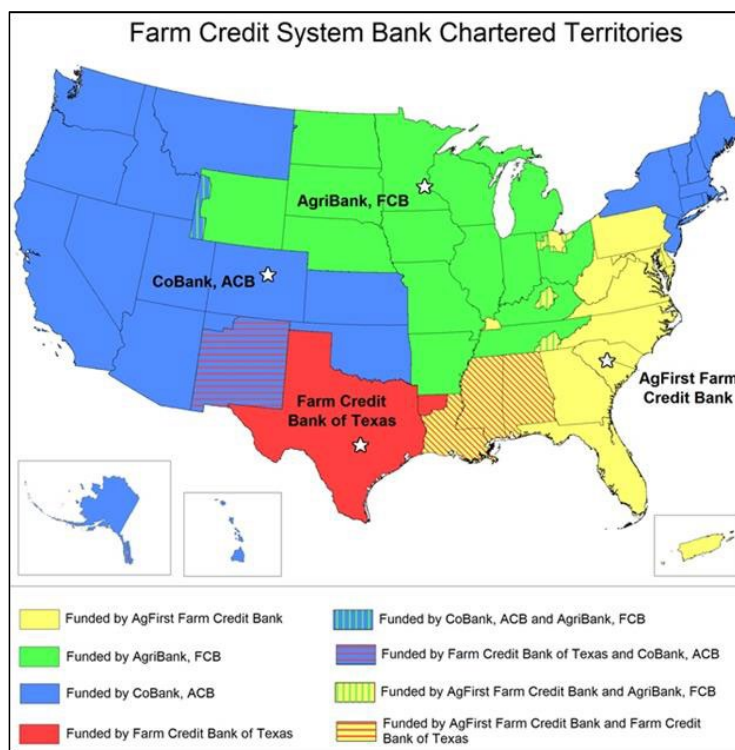 Farm Credit System Bank Chartered Territories
AgriBank, FCB
CoBank, ACB
AgFirst Farm
Credit Bank
Farm Credit
Bank of Texas
Funded by AgFirst Farm Credit Bank
Funded by AgriBank, FCB
Funded by CoBank, ACB
Funded by Farm Credit Bank of Texas
Funded by CoBank, ACB and AgriBank, FCB
Funded by Farm Credit Bank of Texas and CoBank, ACB
Funded by AgFirst Farm Credit Bank and AgriBank, FCB
Funded by AgFirst Farm Credit Bank and Farm Credit
Bank of Texas